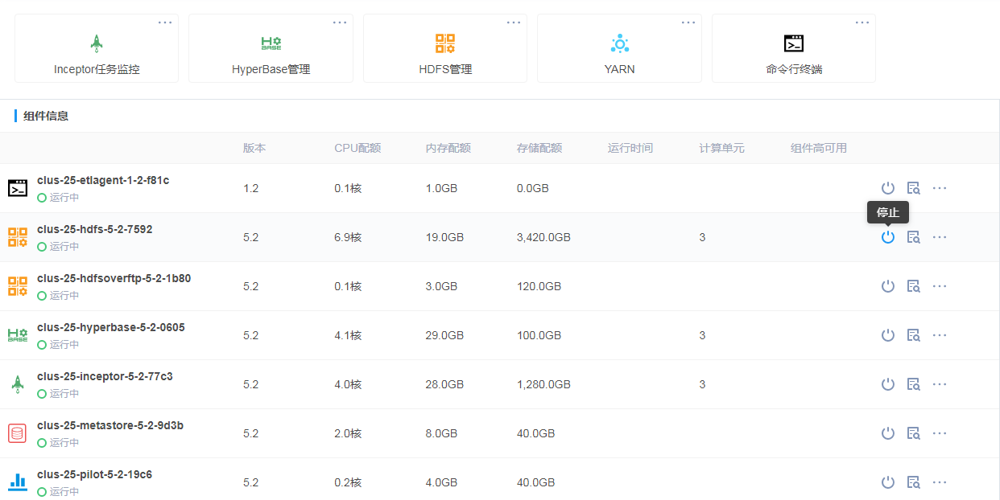 Inceptor任务监控 HyperBase管理 HDFS管理 YARN 命令行终端
组件信息
版本 CPU配额 内存配额 存储配额 运行时间 计算单元 组件高可用
clus-25-etlagent-1-2-f81c
运行中
1.2 0.1核 1.0GB 0.0GB
停止
clus-25-hdfs-5-2-7592
运行中
5.2 6.9核 19.0GB 3,420.0GB 3
clus-25-hdfsoverftp-5-2-1b80
运行中
5.2 0.1核 3.0GB 120.0GB
clus-25-hyperbase-5-2-0605
运行中
5.2 4.1核 29.0GB 100.0GB 3
clus-25-inceptor-5-2-77c3
运行中
5.2 4.0核 28.0GB 1,280.0GB 3
clus-25-metastore-5-2-9d3b
运行中
5.2 2.0核 8.0GB 40.0GB
clus-25-pilot-5-2-19c6
运行中
5.2 0.2核 4.0GB 40.0GB